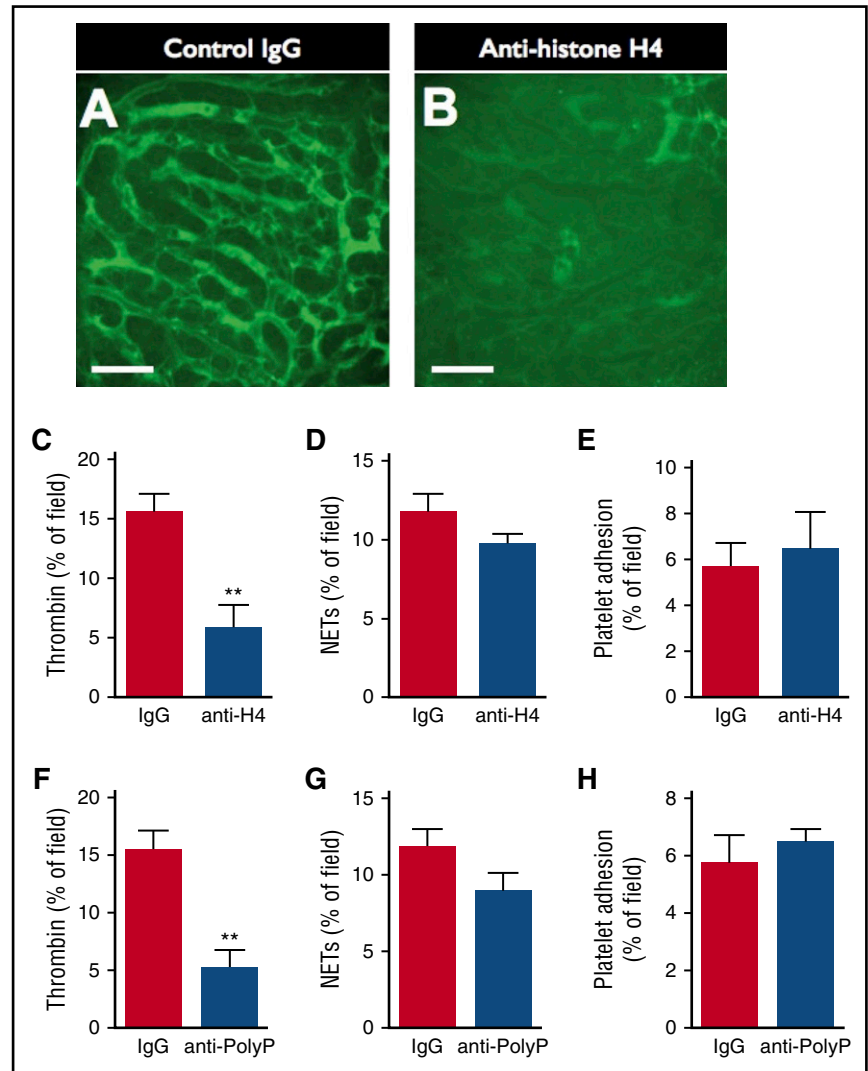 Control IgG
Anti-histone H4
A
B
C
Thrombin (% of field)
20
15
10
5
0
**
IgG
anti-H4
D
NETs (% of field)
15
10
5
0
IgG
anti-H4
E
Platelet adhesion
(% of field)
10
8
6
4
2
0
IgG
anti-H4
F
Thrombin (% of field)
20
15
10
5
0
**
IgG
anti-PolyP
G
NETs (% of field)
15
10
5
0
IgG
anti-PolyP
H
Platelet adhesion
(% of field)
8
6
4
2
0
IgG
anti-PolyP